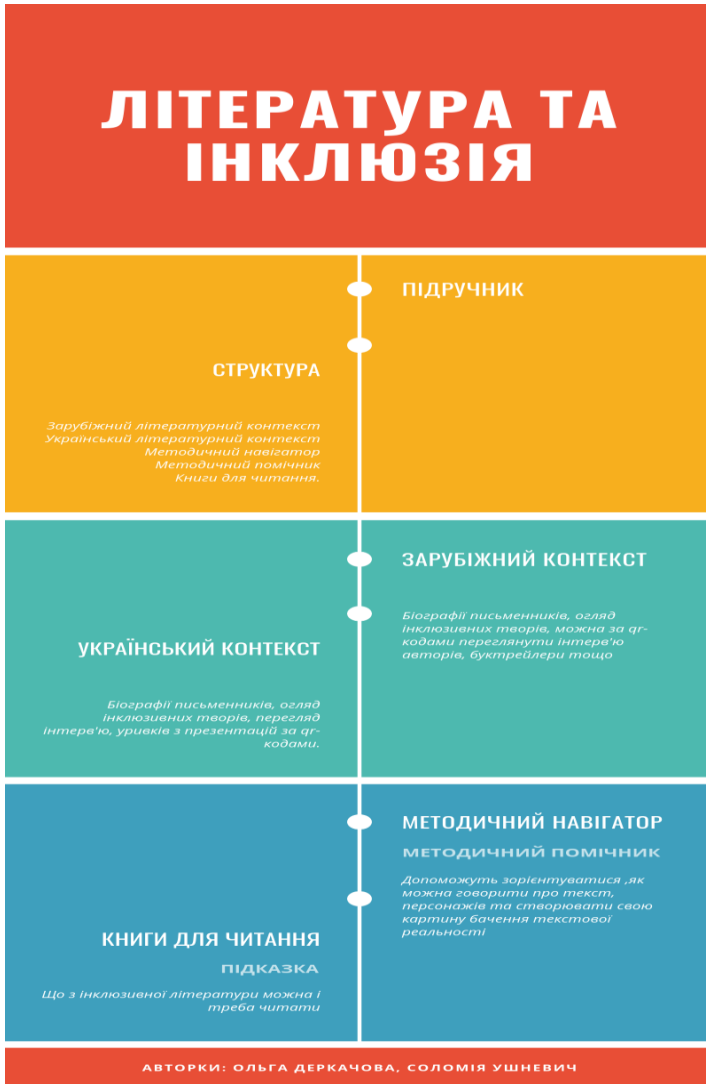 ЛІТЕРАТУРА ТА
ІНКЛЮЗІЯ
ПІДРУЧНИК
СТРУКТУРА
Зарубіжний літературний контекст
Український літературний контекст
Методичний навігатор
Методичний помічник
Книги для читання.
ЗАРУБІЖНИЙ КОНТЕКСТ
Біографії письменників, огляд
інклюзивних творів, можна за qr-
кодами переглянути інтерв'ю
авторів, буктрейлери тощо
УКРАЇНСЬКИЙ КОНТЕКСТ
Біографії письменників, огляд
інклюзивних творів, перегляд
інтерв'ю, уривків з презентацій за qr-
кодами.
МЕТОДИЧНИЙ НАВІГАТОР
МЕТОДИЧНИЙ ПОМІЧНИК
Допоможуть зорієнтуватися ,як
можна говорити про текст,
персонажів та створювати свою
картину бачення текстової
реальності
КНИГИ ДЛЯ ЧИТАННЯ
ПІДКАЗКА
Що з інклюзивної літератури можна і
треба читати
АВТОРКИ: ОЛЬГА ДЕРКАЧОВА, СОЛОМІЯ УШНЕВИЧ